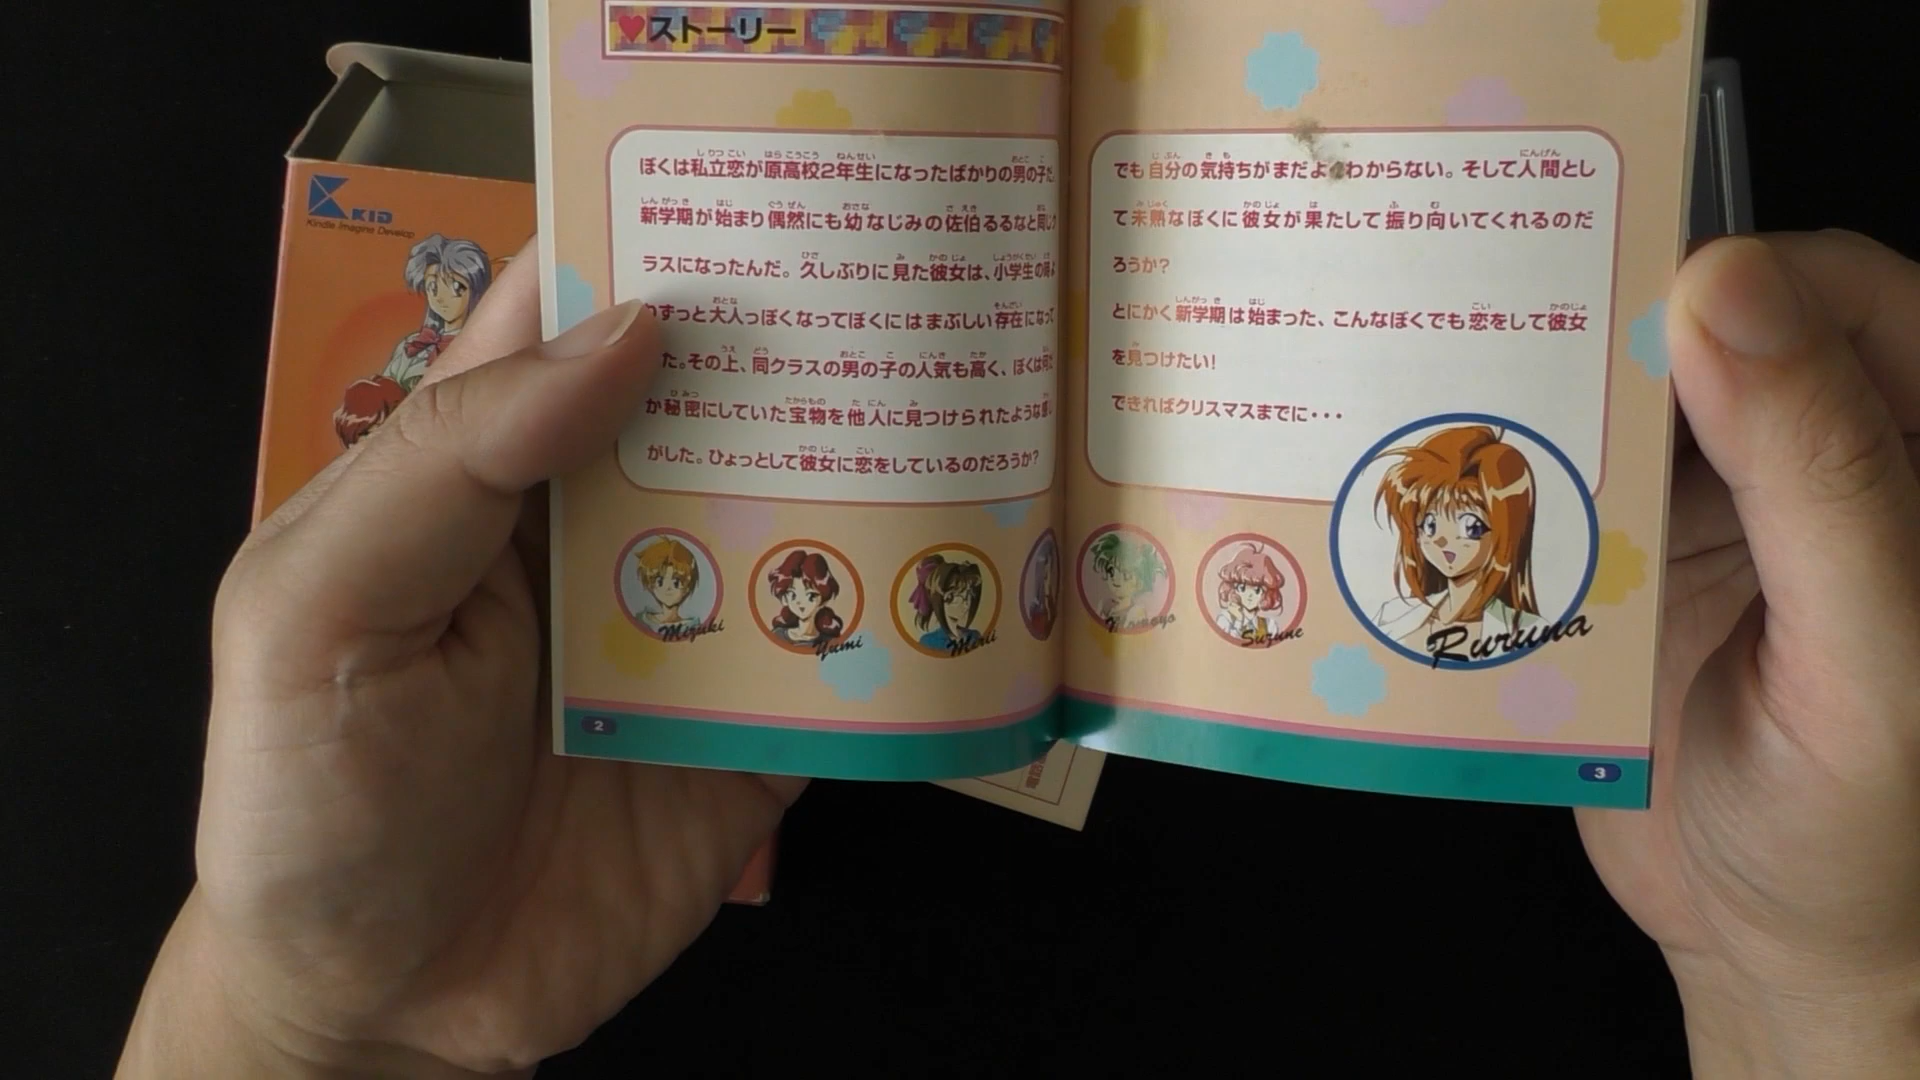 ストーリー
ぼくは私立恋が原高校2年生になったばかりの男の子だ
新学期が始まり偶然にも幼なじみの佐伯るるなと同じ
ラスになったんだ。久しぶりに見た彼女は、小学生の
ずっと大人っぽくなってぼくにはまぶしい存在になって
た。その上、同クラスの男の子の人気も高く、ぼくは何
か秘密にしていた宝物を他人に見つけられたような感じ
がした。ひょっとして彼女に恋をしているのだろうか?
でも自分の気持ちがまだよくわからない。そして人間とし
て未熟なぼくに彼女が果たして振り向いてくれるのだ
ろうか?
とにかく新学期は始まった、こんなぼくでも恋をして彼女
を見つけたい!
できればクリスマスまでに・・・
Mizuki
Yumi
Merii
Momoyo
Suzune
Ruruna
2
3
KID
Kindle Imagine Develop